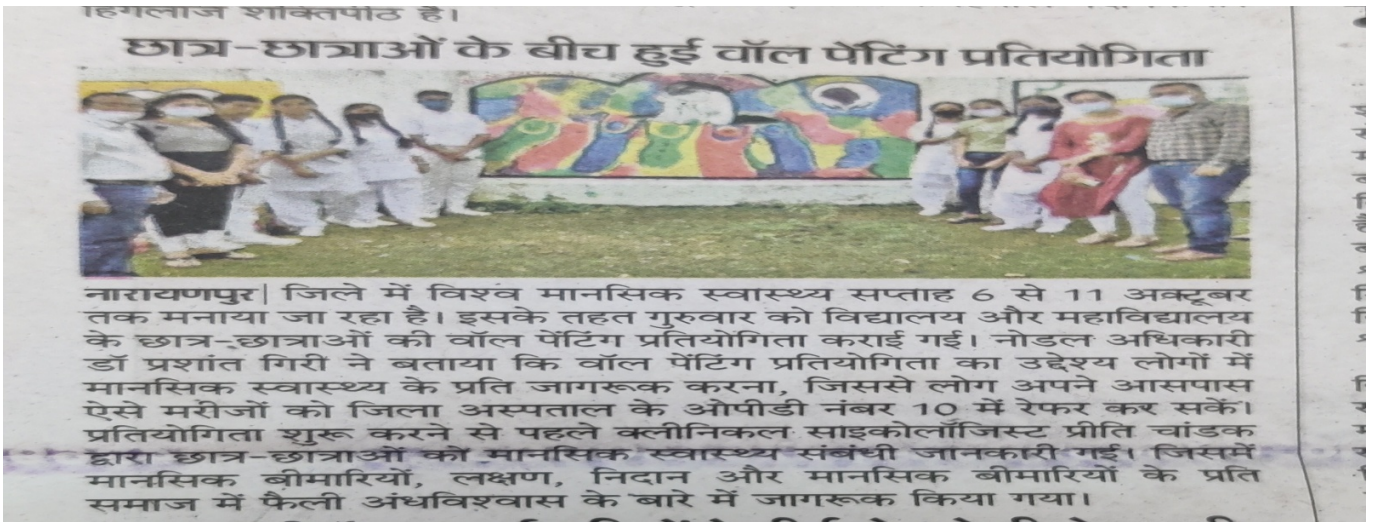 हिंगलाज शक्तिपीठ है।
छात्र-छात्राओं के बीच हुई वॉल पेंटिंग प्रतियोगिता
नारायणपुर| जिले में विश्व मानसिक स्वास्थ्य सप्ताह 6 से 11 अक्टूबर
तक मनाया जा रहा है। इसके तहत गुरुवार को विद्यालय और महाविद्यालय
के छात्र-छात्राओं की वॉल पेंटिंग प्रतियोगिता कराई गई। नोडल अधिकारी
डॉ प्रशांत गिरी ने बताया कि वॉल पेंटिंग प्रतियोगिता का उद्देश्य लोगों में
मानसिक स्वास्थ्य के प्रति जागरूक करना, जिससे लोग अपने आसपास
ऐसे मरीजों को जिला अस्पताल के ओपीडी नंबर 10 में रेफर कर सकें।
प्रतियोगिता शुरू करने से पहले क्लीनिकल साइकोलॉजिस्ट प्रीति चांडक
द्वारा छात्र-छात्राओं को मानसिक स्वास्थ्य संबंधी जानकारी गई। जिसमें
मानसिक बीमारियों, लक्षण, निदान और मानसिक बीमारियों के प्रति
समाज में फैली अंधविश्वास के बारे में जागरूक किया गया।